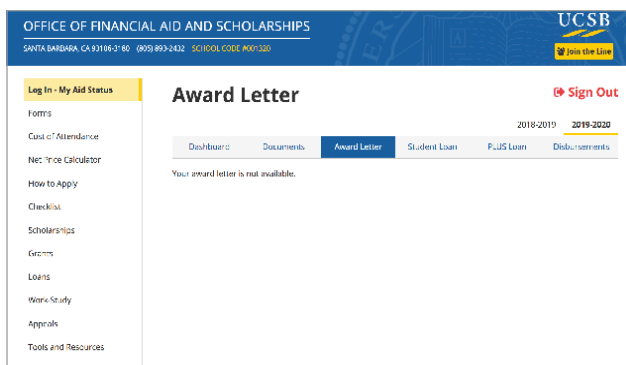 OFFICE OF FINANCIAL AID AND SCHOLARSHIPS
SANTA BARBARA, CA 93106-3160 (805) 893-2432 SCHOOL CODE #001320
UCSB
Join the Line
Log In - My Aid Status
Forms
Cost of Attendance
Net Price Calculator
How to Apply
Checklist
Scholarships
Grants
Loans
Work-Study
Appeals
Tools and Resources
Award Letter
Sign Out
2018-2019 2019-2020
Dashboard Documents Award Letter Student Loan PLUS Loan Disbursements
Your award letter is not available.